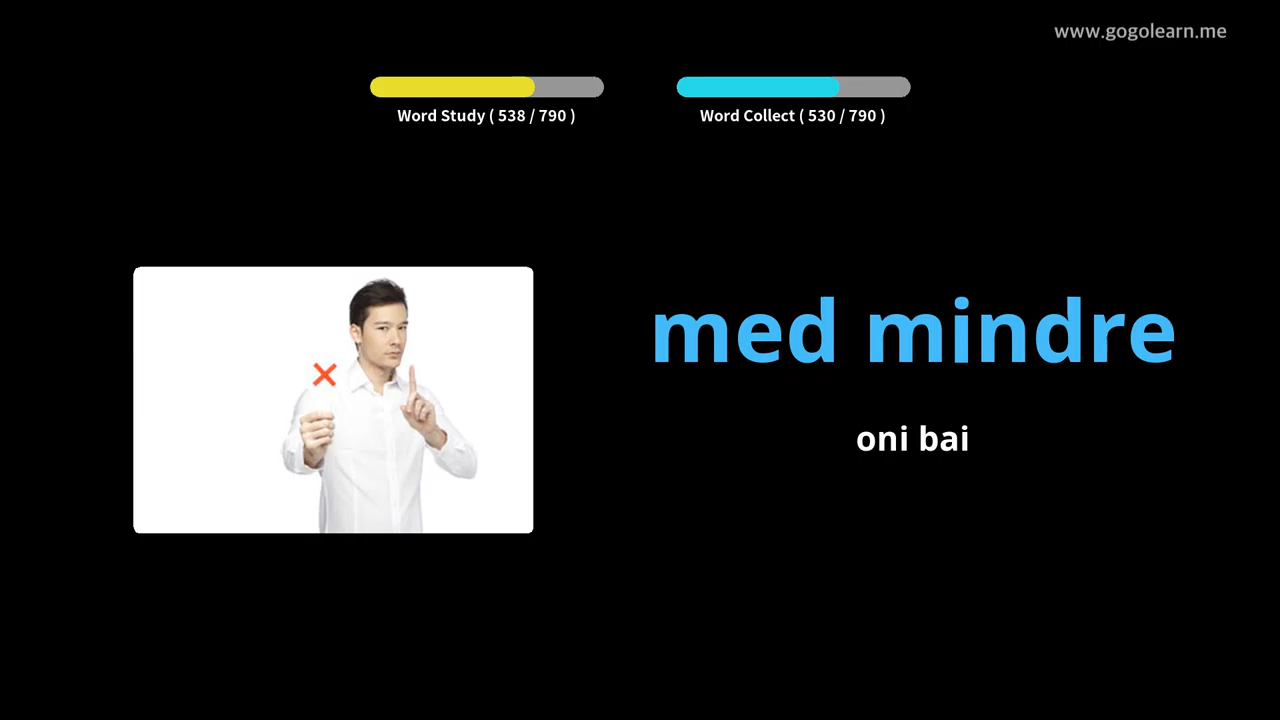 www.gogolearn.me
Word Study ( 538 / 790 )
Word Collect ( 530 / 790 )
med mindre
oni bai